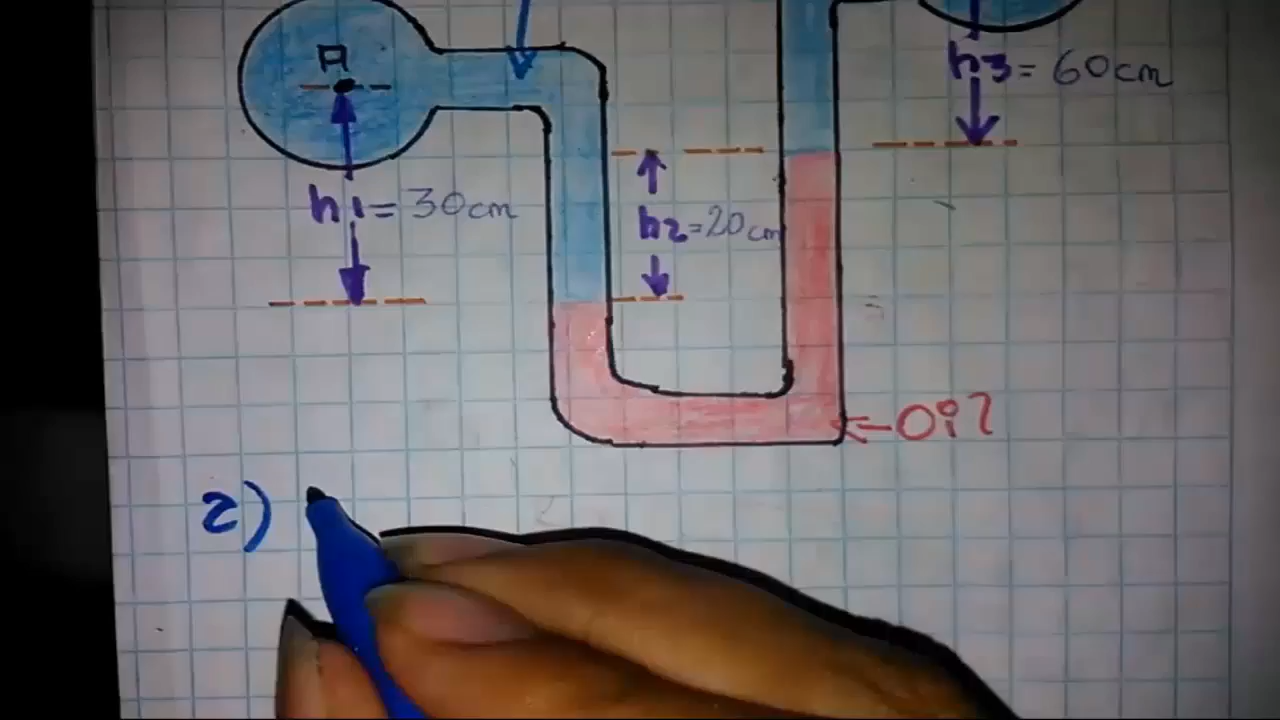 A
h3= 60cm
h1= 30cm
h2=20cm
Oil
2)